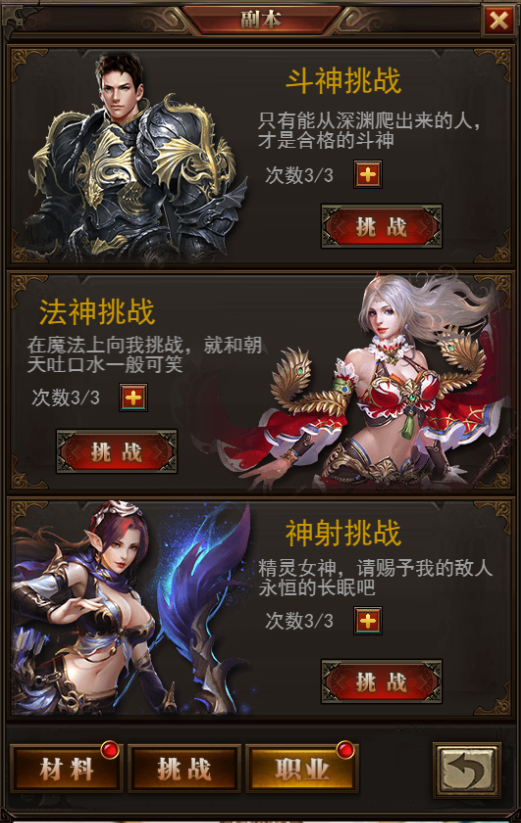 副本
斗神挑战
只有能从深渊爬出来的人,
才是合格的斗神
次数3/3
挑战
法神挑战
在魔法上向我挑战, 就和朝
天吐口水一般可笑
次数3/3
挑战
神射挑战
精灵女神, 请赐予我的敌人
永恒的长眠吧
次数3/3
挑战
材料 挑战 职业